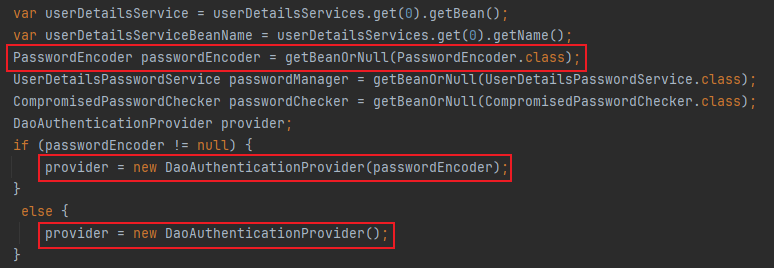 var userDetailsService = userDetailsServices.get(0).getBean();
var userDetailsServiceBeanName = userDetailsServices.get(0).getName();
PasswordEncoder passwordEncoder = getBeanOrNull(PasswordEncoder.class);
UserDetailsPasswordService passwordManager = getBeanOrNull(UserDetailsPasswordService.class);
CompromisedPasswordChecker passwordChecker = getBeanOrNull(CompromisedPasswordChecker.class);
DaoAuthenticationProvider provider;
if (passwordEncoder != null) {
    provider = new DaoAuthenticationProvider(passwordEncoder);
}
 else {
    provider = new DaoAuthenticationProvider();
}